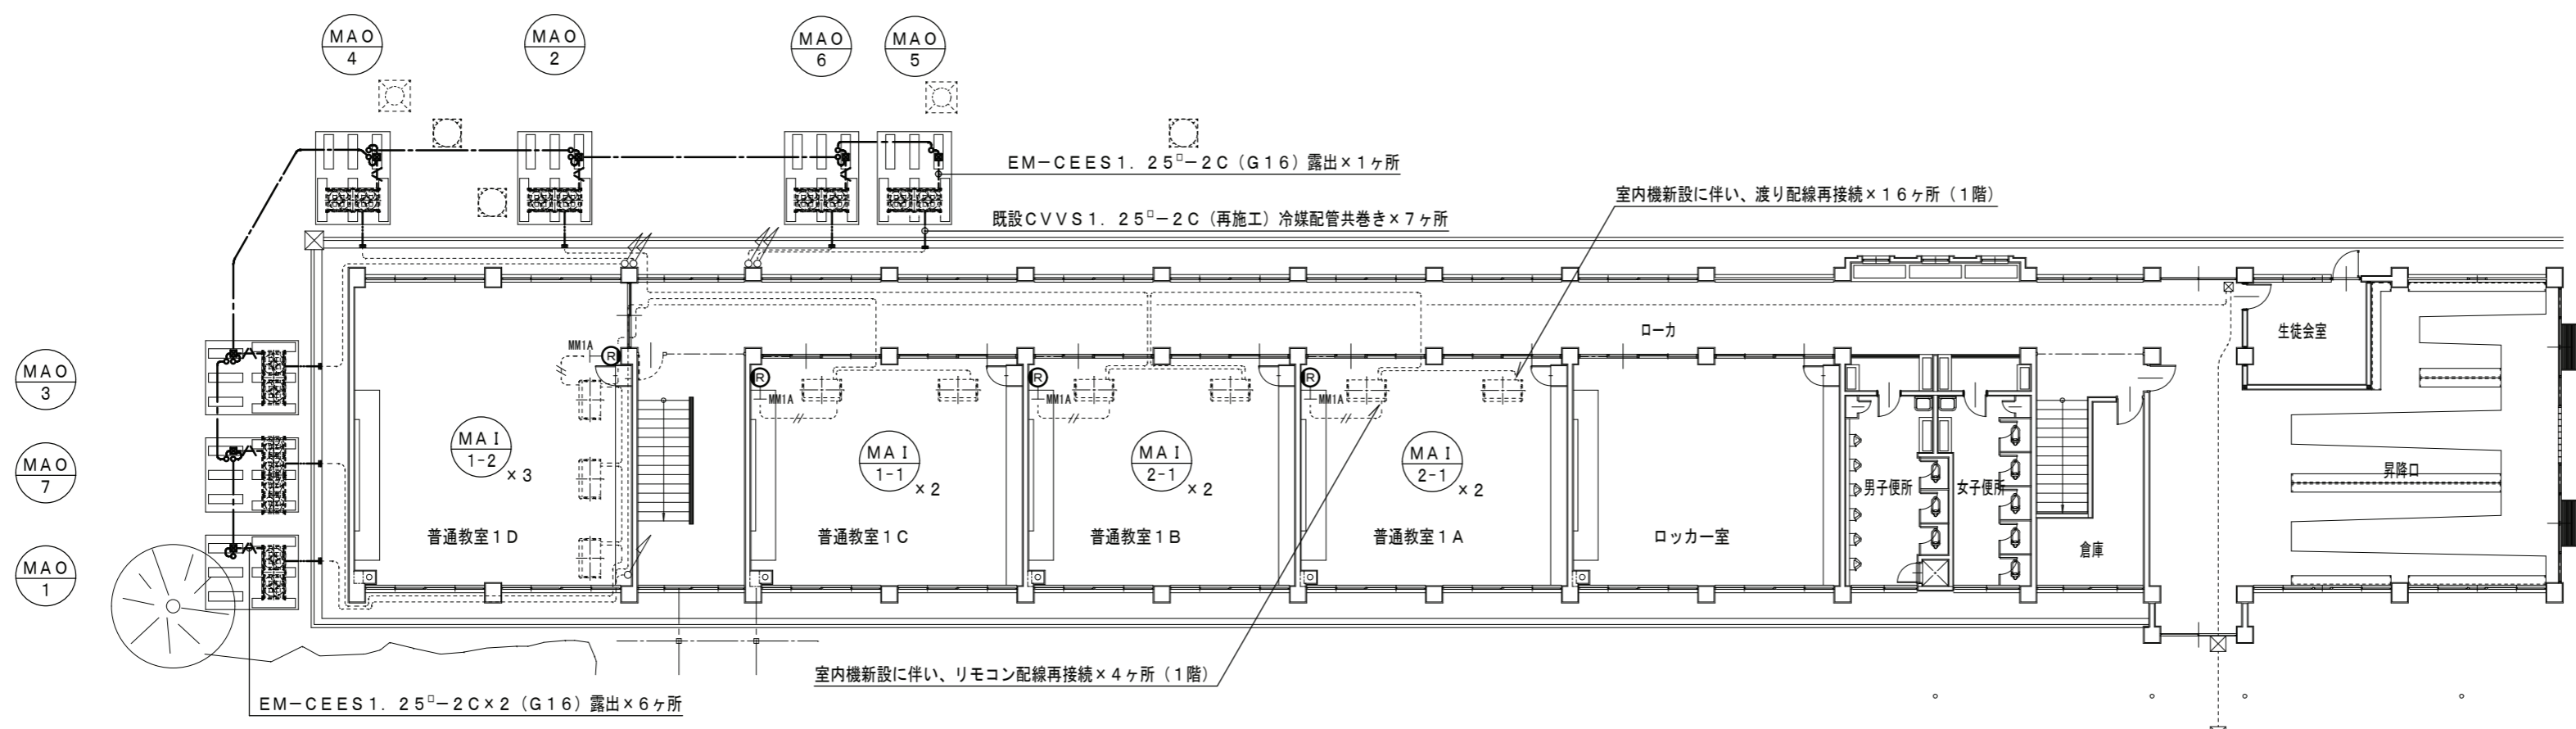 MAO
4
MAO
2
MAO
6
MAO
5
EM-CEES1.25□-2C(G16)露出×1ヶ所
室内機新設に伴い、渡り配線再接続×16ヶ所(1階)
既設CVVS1.25□-2C(再施工)冷媒配管共巻き×7ヶ所
ローカ
生徒会室
MM1A
R
MAO
3
R
MM1A
R
MM1A
R
MM1A
MAI
1-2
×3
MAI
1-1
×2
MAI
2-1
×2
MAI
2-1
×2
MAO
7
昇降口
男子便所
女子便所
普通教室1D
普通教室1C
普通教室1B
普通教室1A
ロッカー室
倉庫
MAO
1
室内機新設に伴い、リモコン配線再接続×4ヶ所(1階)
EM-CEES1.25□-2C×2(G16)露出×6ヶ所